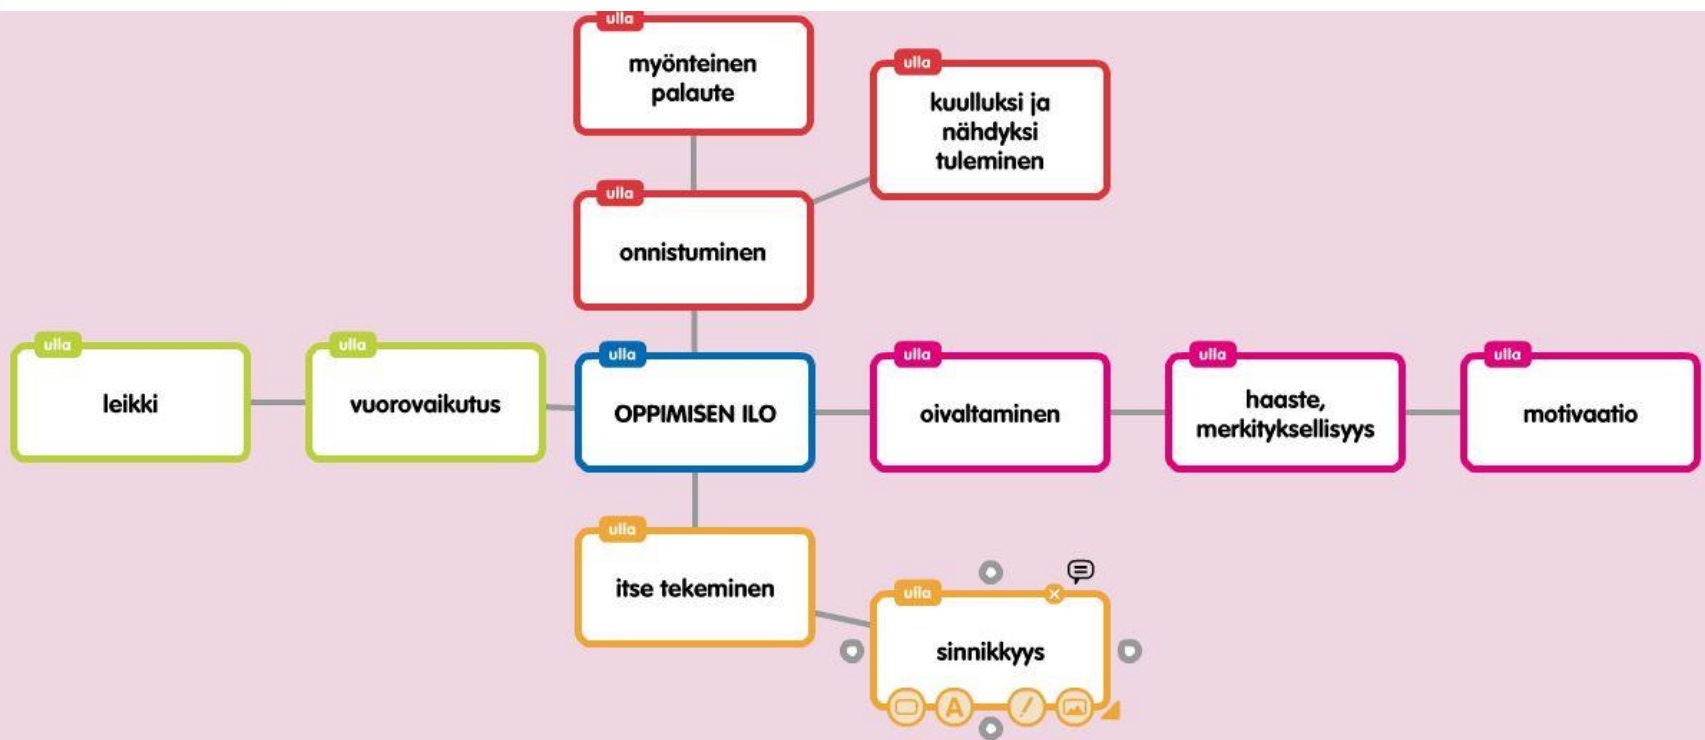 ulla
myönteinen
palaute
ulla
kuulluksi ja
nähdyksi
tuleminen
ulla
onnistuminen
ulla
leikki
ulla
vuorovaikutus
ulla
OPPIMISEN ILO
ulla
oivaltaminen
ulla
haaste,
merkityksellisyys
ulla
motivaatio
ulla
itse tekeminen
ulla
sinnikkyys
A